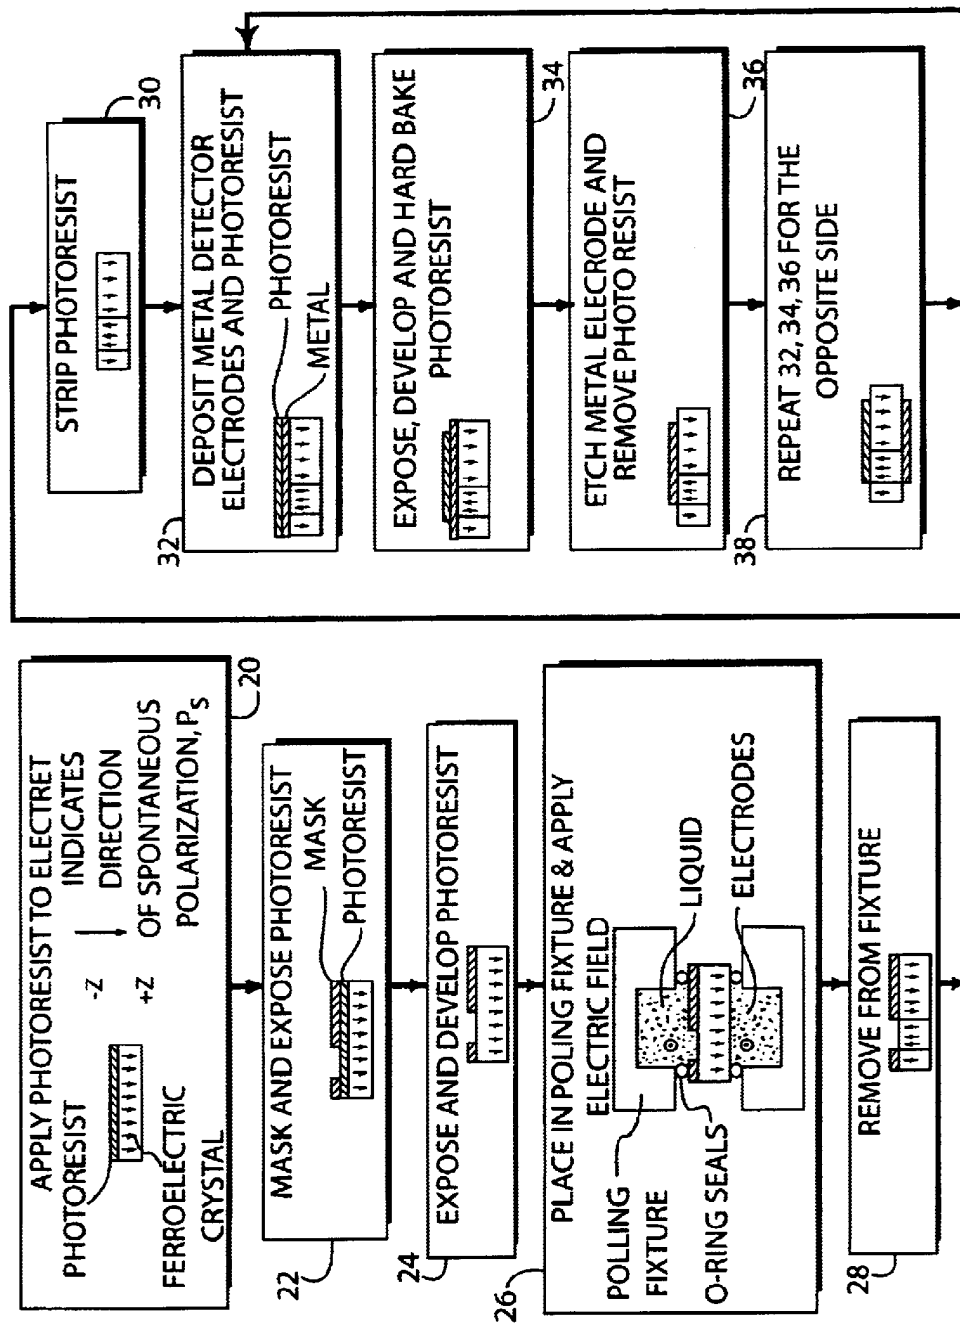 APPLY PHOTORESIST TO ELECTRET
PHOTORESIST
-Z
+Z
INDICATES
DIRECTION
OF SPONTANEOUS
POLARIZATION, Ps
FERROELECTRIC
CRYSTAL
20
MASK AND EXPOSE PHOTORESIST
MASK
PHOTORESIST
22
EXPOSE AND DEVELOP PHOTORESIST
24
PLACE IN POLING FIXTURE & APPLY
ELECTRIC FIELD
POLLING
FIXTURE
LIQUID
O-RING SEALS
ELECTRODES
26
REMOVE FROM FIXTURE
28
STRIP PHOTORESIST
30
DEPOSIT METAL DETECTOR
ELECTRODES AND PHOTORESIST
PHOTORESIST
METAL
32
EXPOSE, DEVELOP AND HARD BAKE
PHOTORESIST
34
ETCH METAL ELECRODE AND
REMOVE PHOTO RESIST
36
REPEAT 32, 34, 36 FOR THE
OPPOSITE SIDE
38